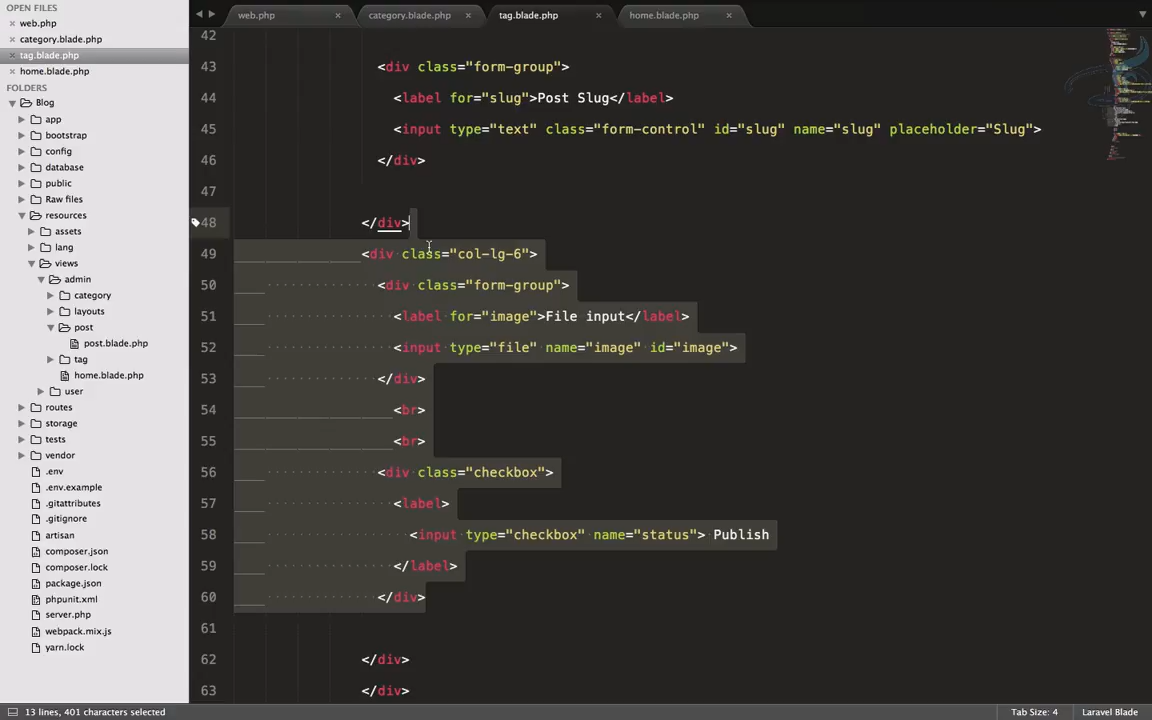 OPEN FILES
web.php
category.blade.php
tag.blade.php
home.blade.php
FOLDERS
Blog
app
bootstrap
config
database
public
Raw files
resources
assets
lang
views
admin
category
layouts
post
post.blade.php
tag
home.blade.php
user
routes
storage
tests
vendor
.env
.env.example
.gitattributes
.gitignore
artisan
composer.json
composer.lock
package.json
phpunit.xml
server.php
webpack.mix.js
yarn.lock
web.php category.blade.php tag.blade.php home.blade.php
42
43 <div class="form-group">
44 <label for="slug">Post Slug</label>
45 <input type="text" class="form-control" id="slug" name="slug" placeholder="Slug">
46 </div>
47
48 </div>
49 <div class="col-lg-6">
50 <div class="form-group">
51 <label for="image">File input</label>
52 <input type="file" name="image" id="image">
53 </div>
54 <br>
55 <br>
56 <div class="checkbox">
57 <label>
58 <input type="checkbox" name="status"> Publish
59 </label>
60 </div>
61
62 </div>
63 </div>
13 lines, 401 characters selected Tab Size: 4 Laravel Blade